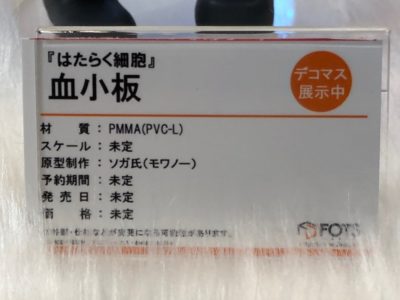 『はたらく細胞』
血小板
デコマス
展示中
材　　質：PMMA(PVC-L)
スケール：未定
原型制作：ソガ氏(モワノー)
予約期間：未定
発 売 日：未定
価　　格：未定